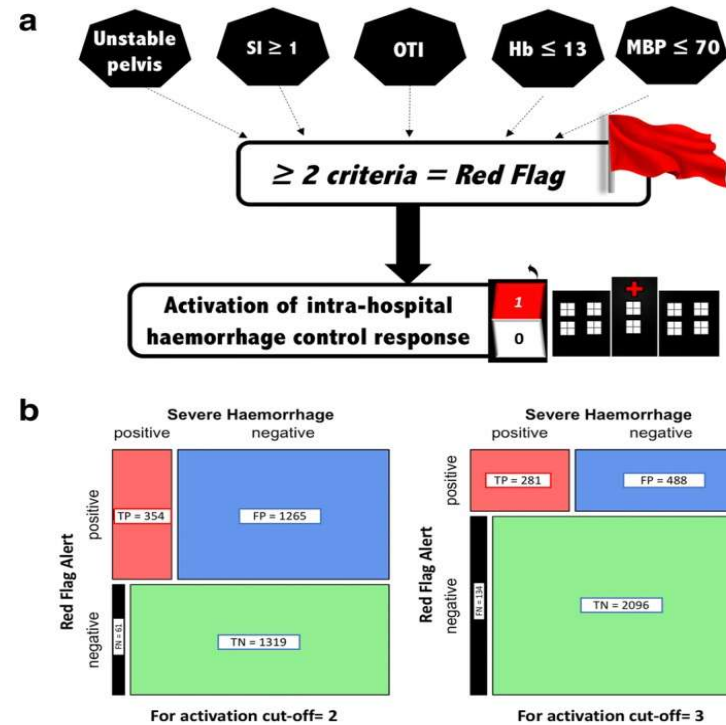 a
Unstable
pelvis
SI ≥ 1
OTI
Hb ≤ 13
MBP ≤ 70
≥ 2 criteria = Red Flag
Activation of intra-hospital
haemorrhage control response
1
0
b
Severe Haemorrhage
positive
negative
Red Flag Alert
positive
negative
TP = 354
FP = 1265
FN = 61
TN = 1319
For activation cut-off= 2
Severe Haemorrhage
positive
negative
Red Flag Alert
positive
negative
TP = 281
FP = 488
FN = 134
TN = 2096
For activation cut-off= 3